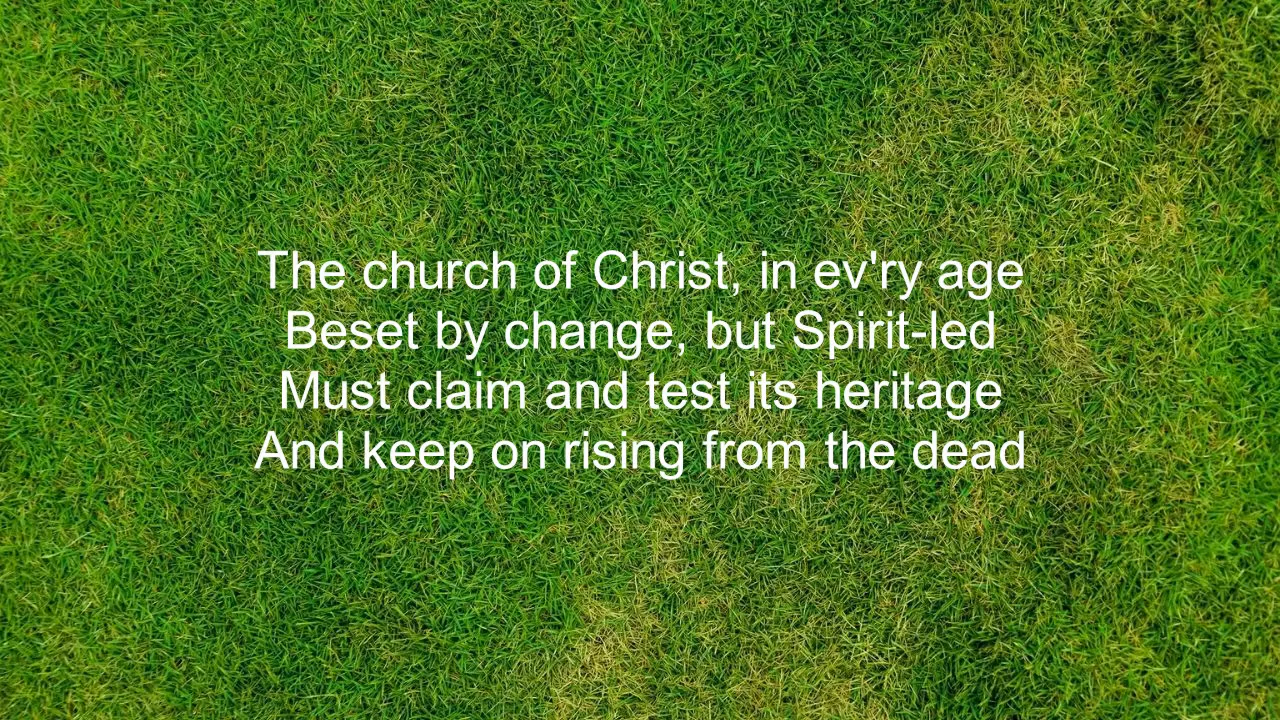 The church of Christ, in ev'ry age
Beset by change, but Spirit-led
Must claim and test its heritage
And keep on rising from the dead